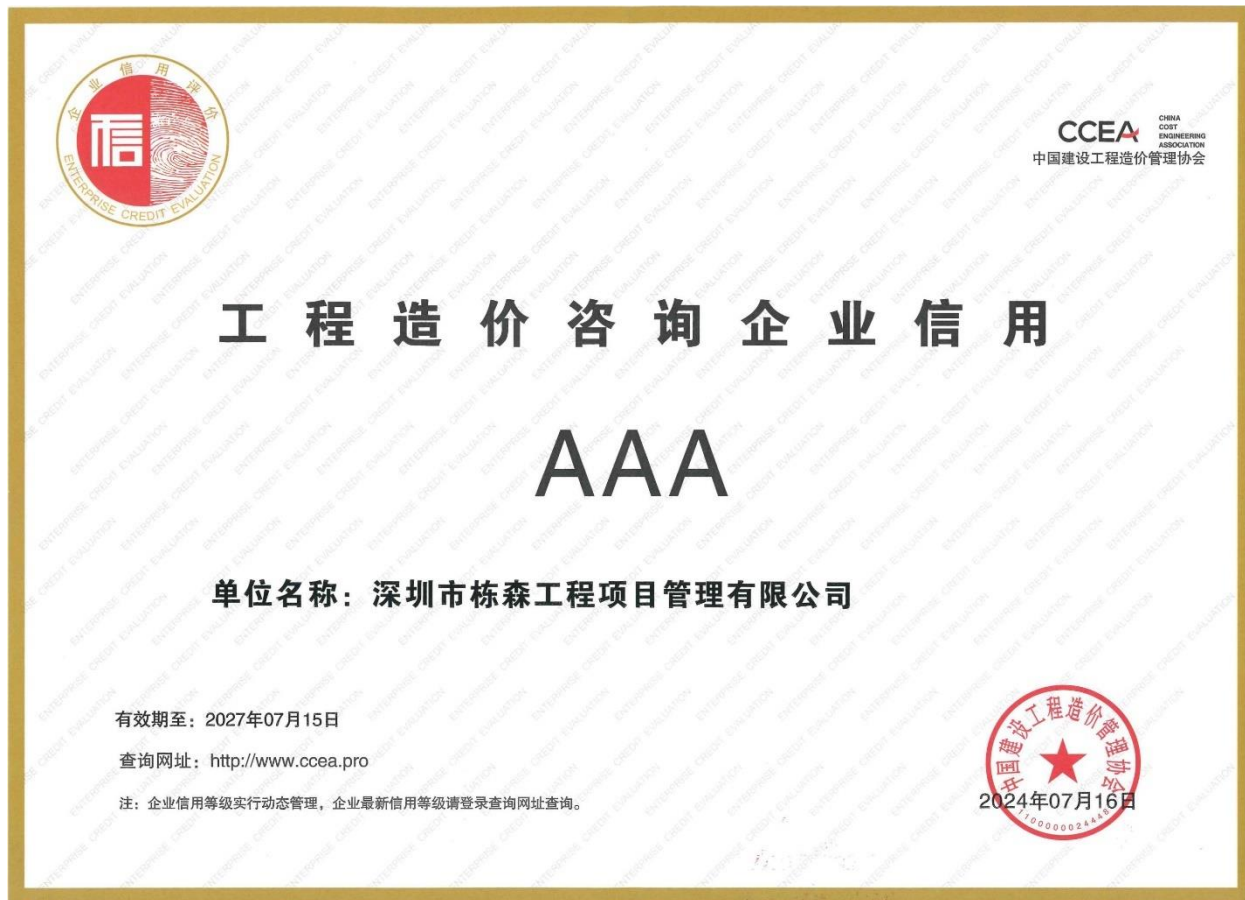 企业信用评价
信
ENTERPRISE CREDIT EVALUATION
CCEA
CHINA
COST
ENGINEERING
ASSOCIATION
中国建设工程造价管理协会
工程造价咨询企业信用
AAA
单位名称：深圳市栋森工程项目管理有限公司
有效期至：2027年07月15日
查询网址：http://www.ccea.pro
注：企业信用等级实行动态管理，企业最新信用等级请登录查询网址查询。
中国建设工程造价管理协会
2024年07月16日